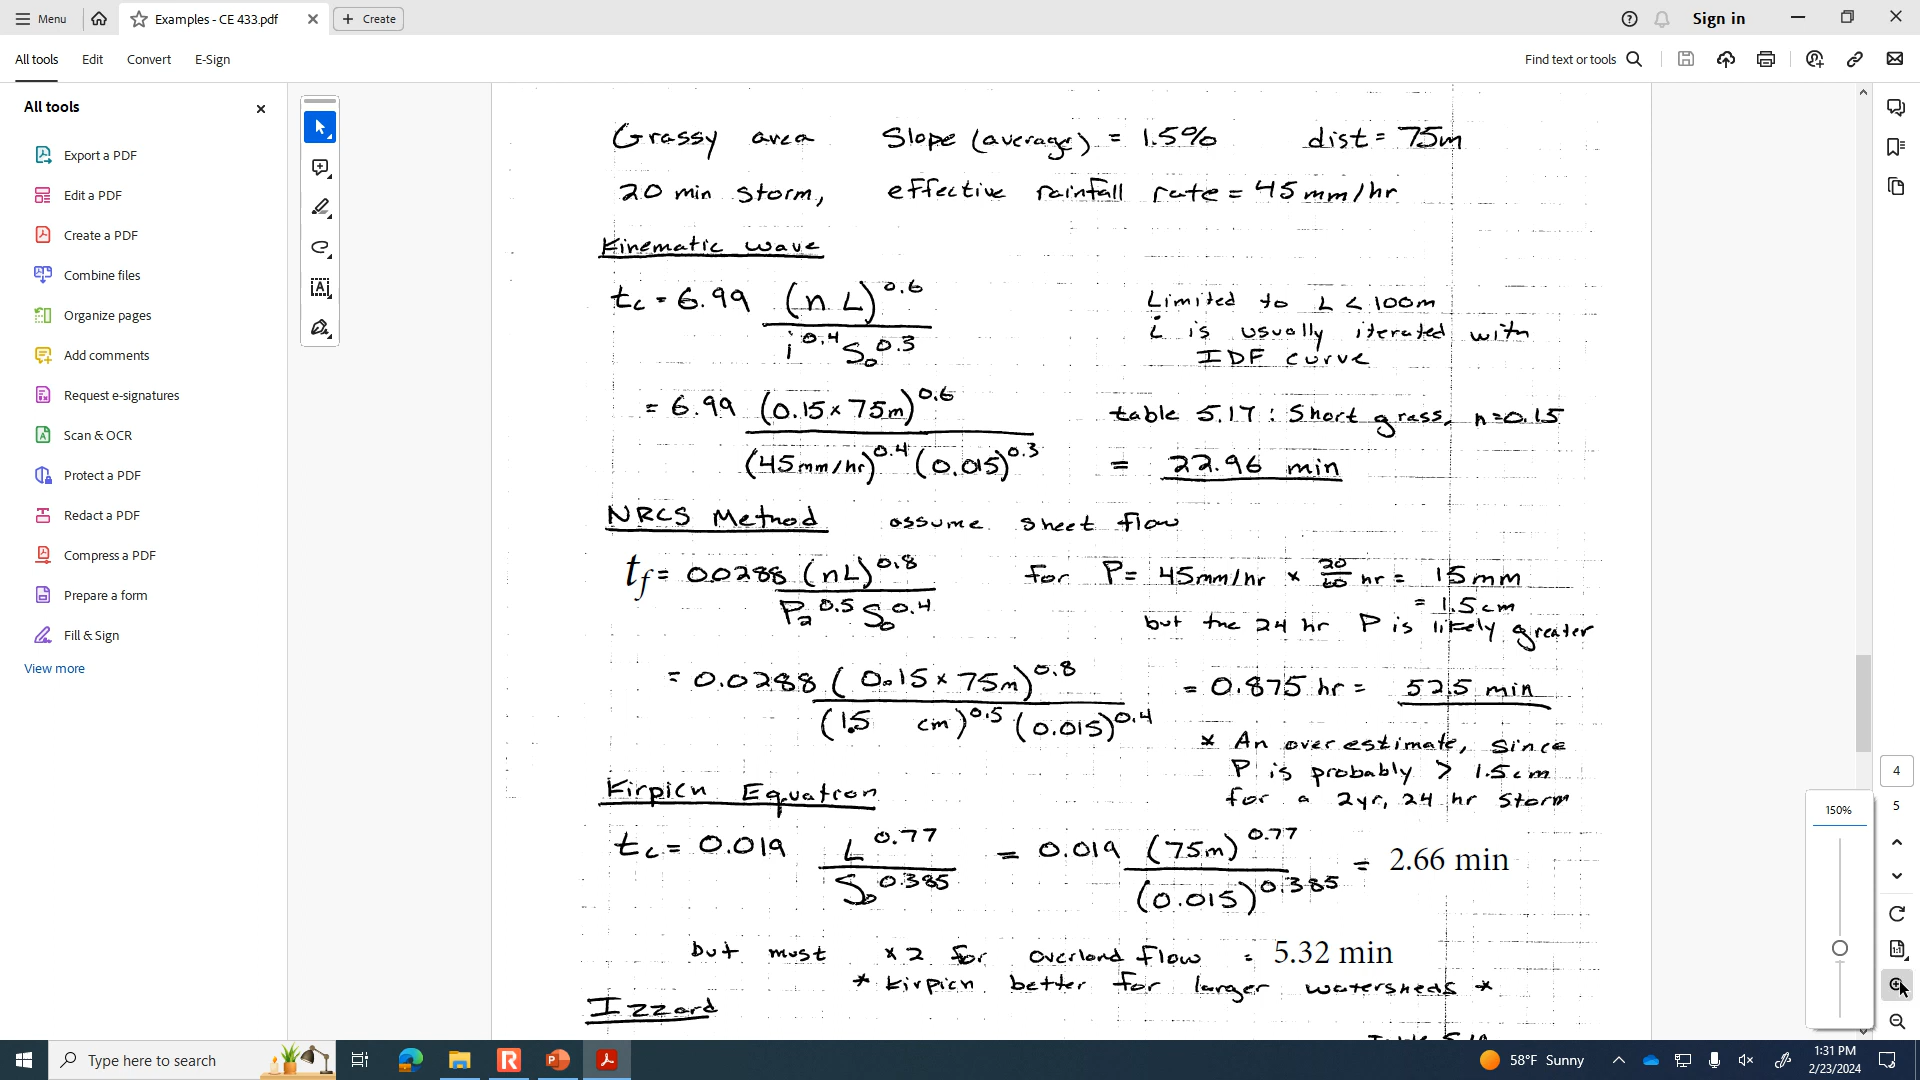 Menu
Examples - CE 433.pdf
Create
Sign in
All tools Edit Convert E-Sign
Find text or tools
All tools
Export a PDF
Edit a PDF
Create a PDF
Combine files
Organize pages
Add comments
Request e-signatures
Scan & OCR
Protect a PDF
Redact a PDF
Compress a PDF
Prepare a form
Fill & Sign
View more
Grassy area Slope (average) = 1.5% dist = 75m
20 min storm, effective rainfall rate = 45 mm/hr
Kinematic wave
tc = 6.99 (n L)^0.6 / i^0.4 So^0.3
Limited to L < 100m
i is usually iterated with
IDF curve
= 6.99 (0.15 × 75m)^0.6 / (45mm/hr)^0.4 (0.015)^0.3
table 5.17 : Short grass, n=0.15
= 22.96 min
NRCS Method assume sheet flow
tf = 0.0288 (nL)^0.8 / P2^0.5 So^0.4
for P = 45mm/hr × 20/60 hr = 15mm
= 1.5cm
but the 24 hr P is likely greater
= 0.0288 (0.15 × 75m)^0.8 / (1.5 cm)^0.5 (0.015)^0.4 = 0.875 hr = 52.5 min
* An overestimate, since
P is probably > 1.5cm
for a 2yr, 24 hr storm
Kirpich Equation
tc = 0.019 L^0.77 / So^0.385 = 0.019 (75m)^0.77 / (0.015)^0.385 = 2.66 min
but must ×2 for overland flow = 5.32 min
* Kirpich better for larger watersheds *
Izzard
4
5
150%
Type here to search
58°F Sunny
1:31 PM
2/23/2024